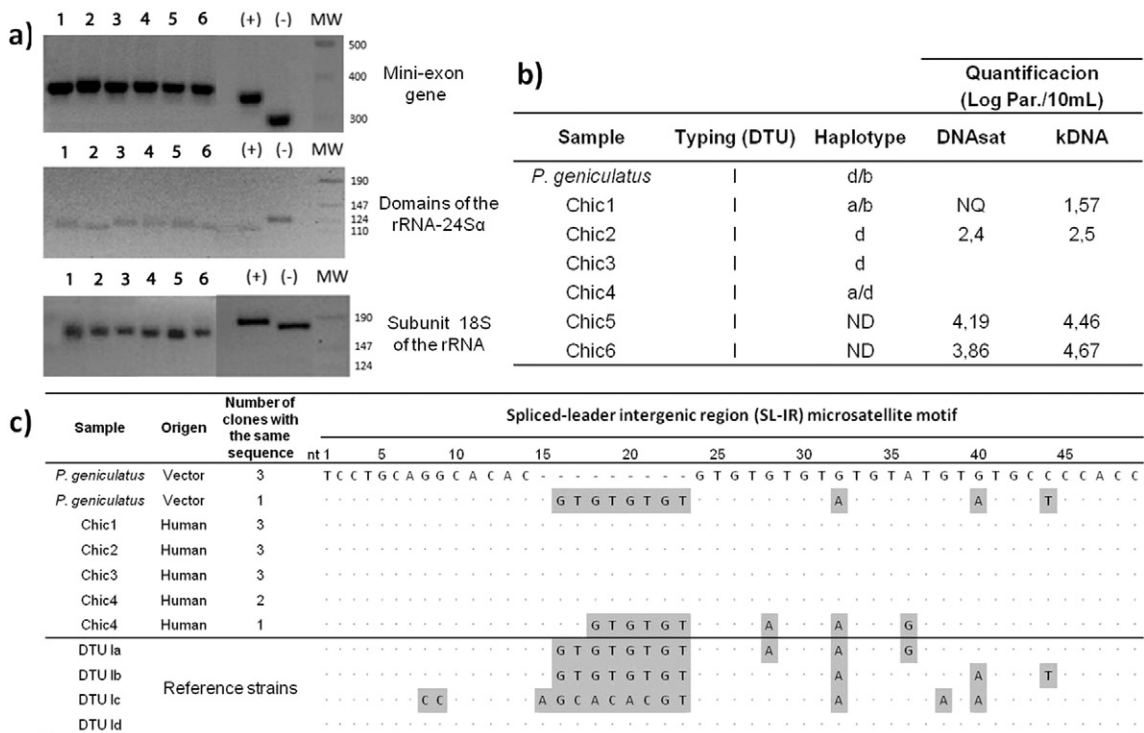 a)
1 2 3 4 5 6 (+) (-) MW
500
400
300
Mini-exon
gene
1 2 3 4 5 6 (+) (-) MW
190
147
124
110
Domains of the
rRNA-24Sα
1 2 3 4 5 6 (+) (-) MW
190
147
124
Subunit 18S
of the rRNA
b)
Quantificacion
(Log Par./10mL)
Sample Typing (DTU) Haplotype DNAsat kDNA
P. geniculatus I d/b
Chic1 I a/b NQ 1,57
Chic2 I d 2,4 2,5
Chic3 I d
Chic4 I a/d
Chic5 I ND 4,19 4,46
Chic6 I ND 3,86 4,67
c)
Sample Origen Number of clones with the same sequence Spliced-leader intergenic region (SL-IR) microsatellite motif
nt 1 5 10 15 20 25 30 35 40 45
P. geniculatus Vector 3 T C C T G C A G G C A C A C - - - - - - - - - G T G T G T G T G T G T A T G T G T G C C C C A C C
P. geniculatus Vector 1 . . . . . . . . . . . . . . . G T G T G T G T . . . . . . . . A . . . . . . . A . . . T . . . . .
Chic1 Human 3 . . . . . . . . . . . . . . . . . . . . . . . . . . . . . . . . . . . . . . . . . . . . . . . . .
Chic2 Human 3 . . . . . . . . . . . . . . . . . . . . . . . . . . . . . . . . . . . . . . . . . . . . . . . . .
Chic3 Human 3 . . . . . . . . . . . . . . . . . . . . . . . . . . . . . . . . . . . . . . . . . . . . . . . . .
Chic4 Human 2 . . . . . . . . . . . . . . . . . . . . . . . . . . . . . . . . . . . . . . . . . . . . . . . . .
Chic4 Human 1 . . . . . . . . . . . . . . . . . G T G T G T . . . . A . . . A . . . G . . . . . . . . . . . . .
DTU Ia . . . . . . . . . . . . . . . G T G T G T G T . . . . A . . . A . . . G . . . . . . . . . . . . .
DTU Ib . . . . . . . . . . . . . . . G T G T G T G T . . . . . . . . A . . . . . . . A . . . T . . . . .
Reference strains
DTU Ic . . . . . . . C C . . . . . A G C A C A C G T . . . . . . . . A . . . . . A . A . . . . . . . . .
DTU Id . . . . . . . . . . . . . . . . . . . . . . . . . . . . . . . . . . . . . . . . . . . . . . . . .